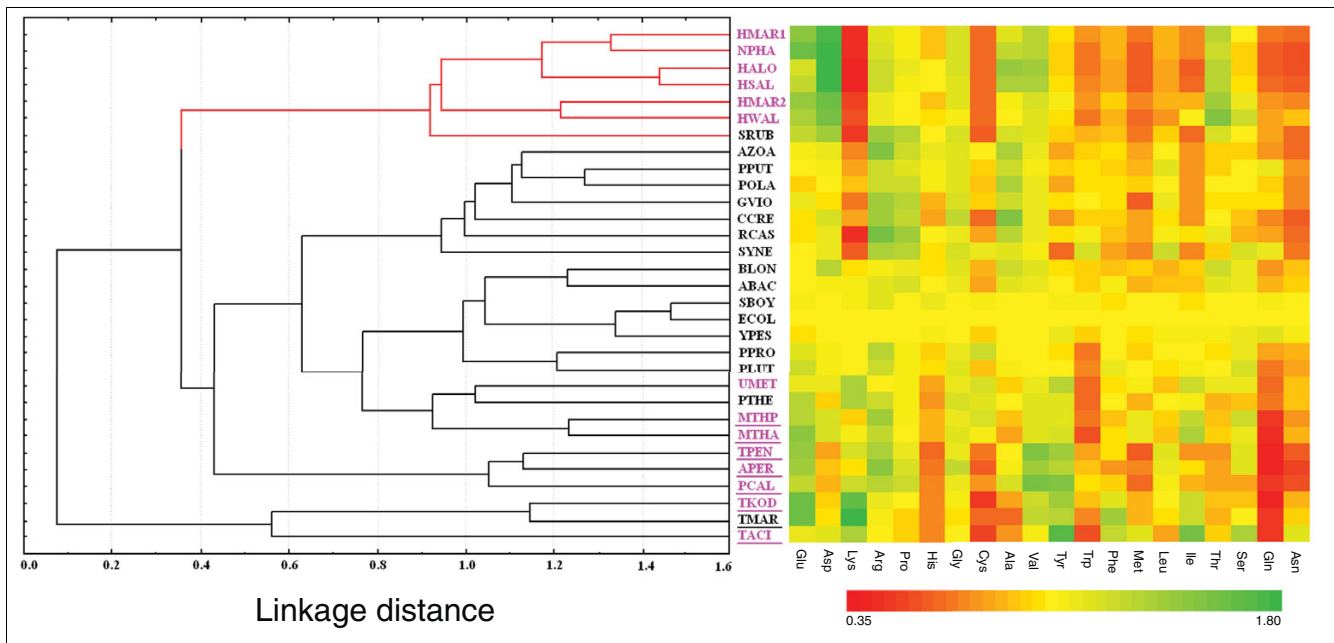 HMAR1
NPHA
HALO
HSAL
HMAR2
HWAL
SRUB
AZOA
PPUT
POLA
GVIO
CCRE
RCAS
SYNE
BLON
ABAC
SBOY
ECOL
YPES
PPRO
PLUT
UMET
PTHE
MTHP
MTHA
TPEN
APER
PCAL
TKOD
TMAR
TACI
0.0 0.2 0.4 0.6 0.8 1.0 1.2 1.4 1.6
Linkage distance
Glu Asp Lys Arg Pro His Gly Cys Ala Val Tyr Trp Phe Met Leu Ile Thr Ser Gln Asn
0.35 1.80